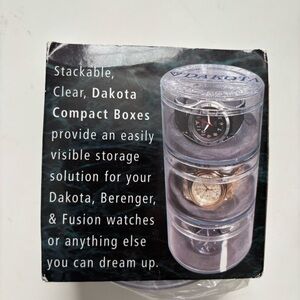 Stackable,
Clear, Dakota
Compact Boxes
provide an easily
visible storage
solution for your
Dakota, Berenger,
& Fusion watches
or anything else
you can dream up.
DAKOTA